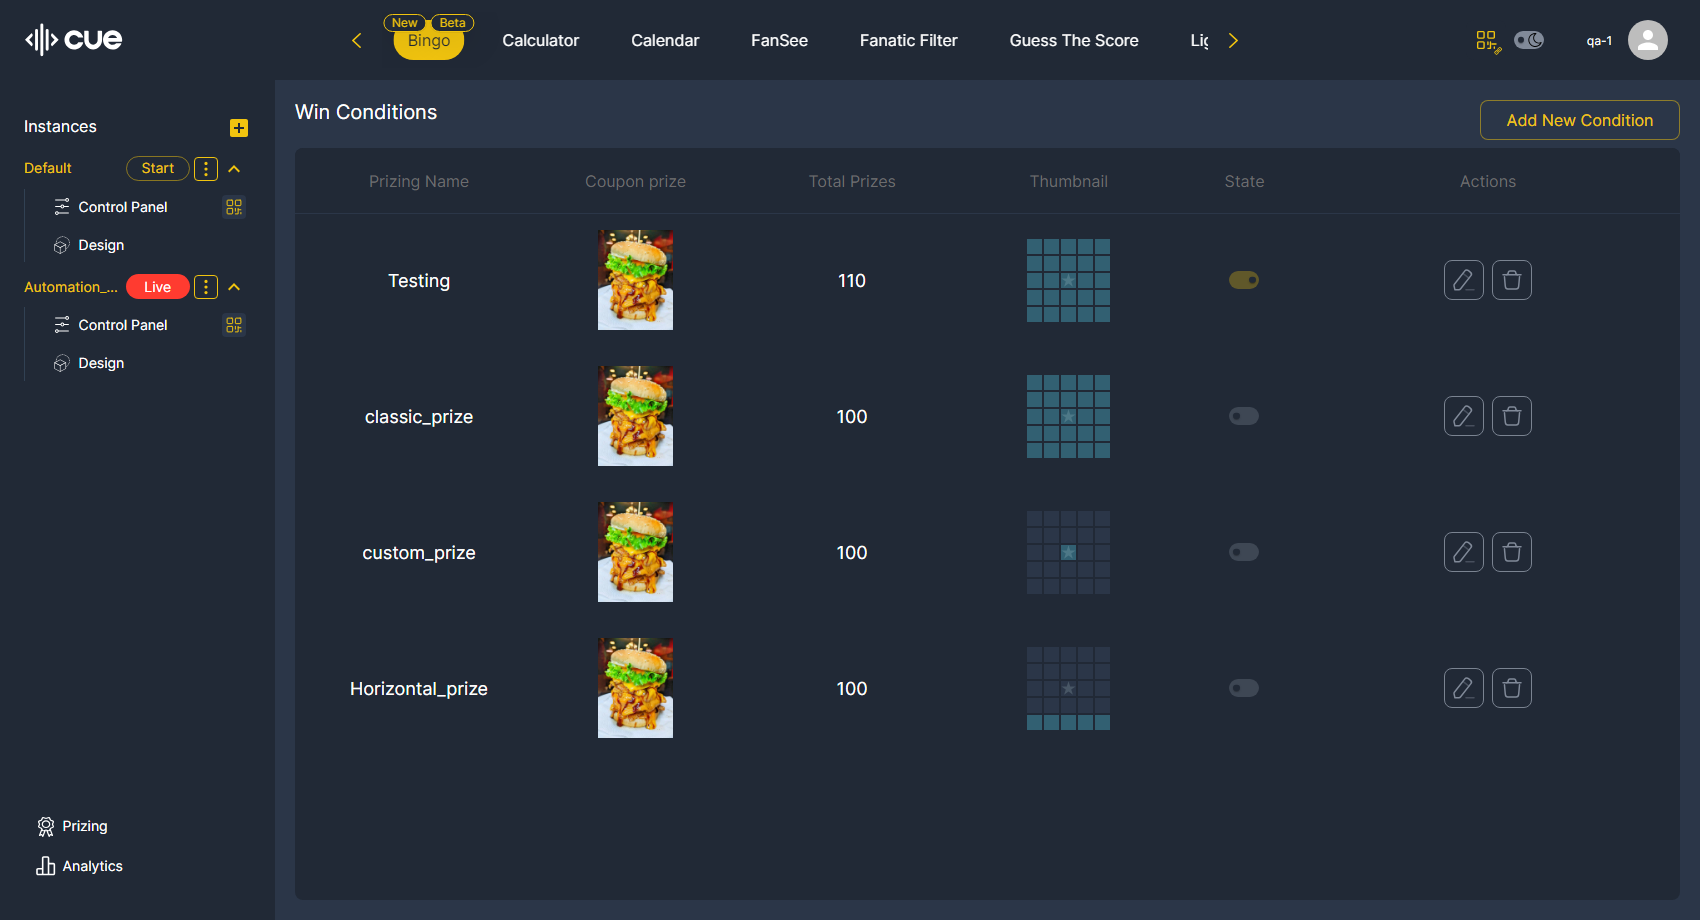 cue
New Beta
Bingo Calculator Calendar FanSee Fanatic Filter Guess The Score
qa-1
Instances
Default Start
Control Panel
Design
Automation_... Live
Control Panel
Design
Prizing
Analytics
Win Conditions
Add New Condition
Prizing Name Coupon prize Total Prizes Thumbnail State Actions
Testing 110
classic_prize 100
custom_prize 100
Horizontal_prize 100